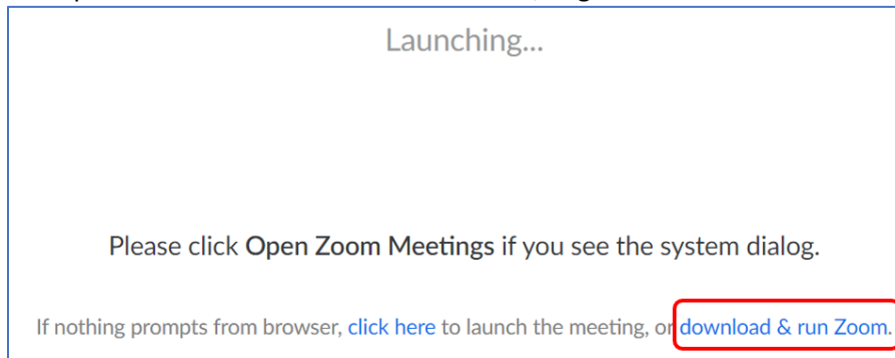 Launching...
Please click Open Zoom Meetings if you see the system dialog.
If nothing prompts from browser, click here to launch the meeting, or download & run Zoom.